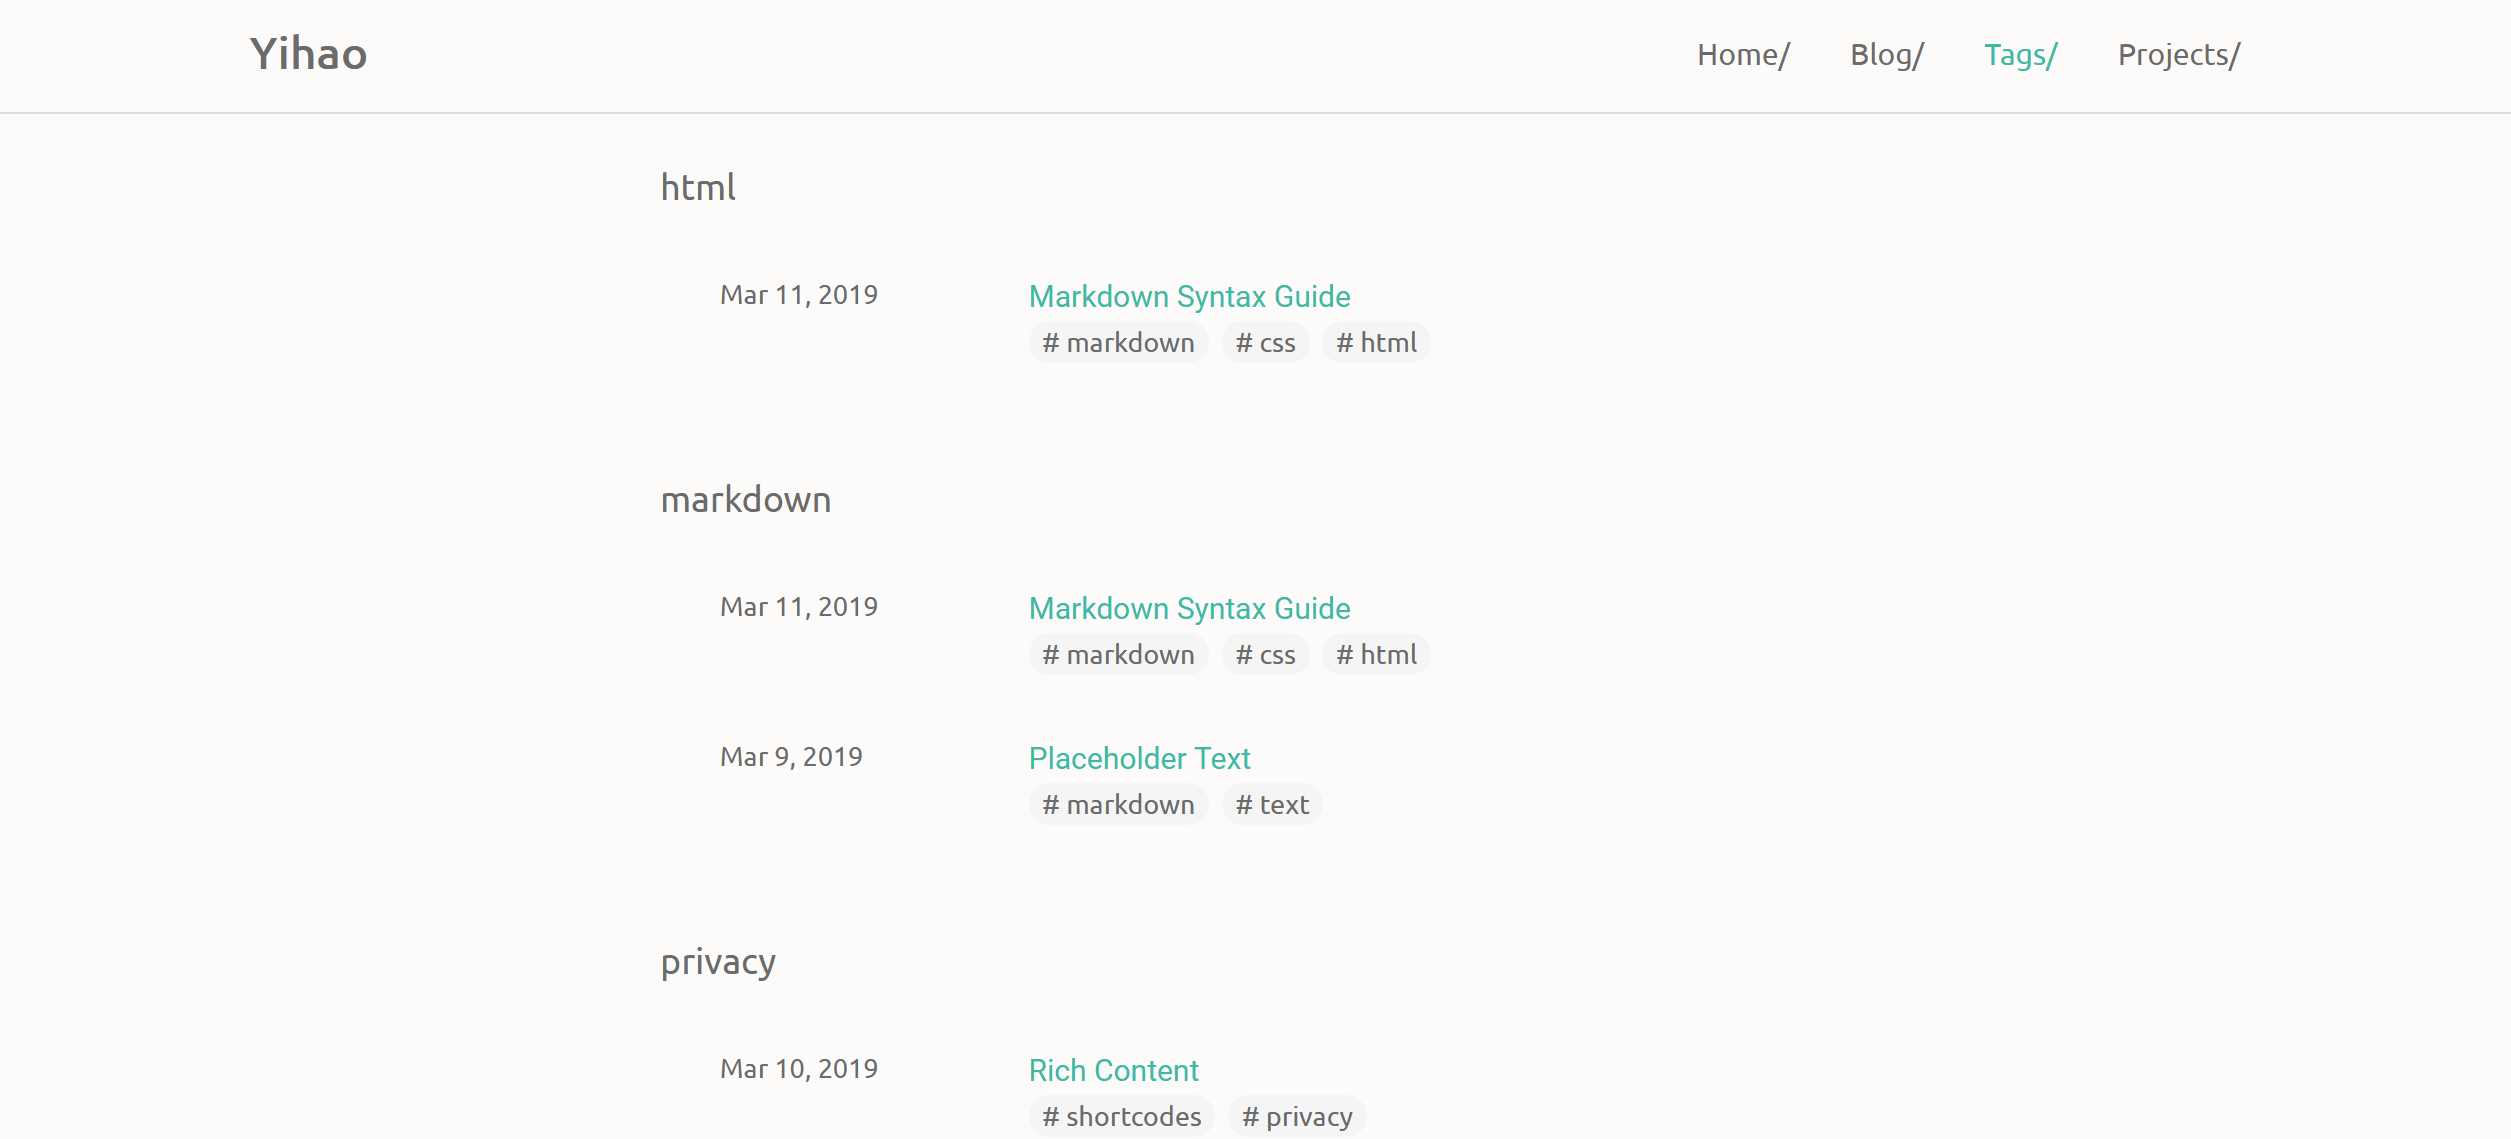 Yihao Home/ Blog/ Tags/ Projects/
html
Mar 11, 2019 Markdown Syntax Guide
# markdown # css # html
markdown
Mar 11, 2019 Markdown Syntax Guide
# markdown # css # html
Mar 9, 2019 Placeholder Text
# markdown # text
privacy
Mar 10, 2019 Rich Content
# shortcodes # privacy